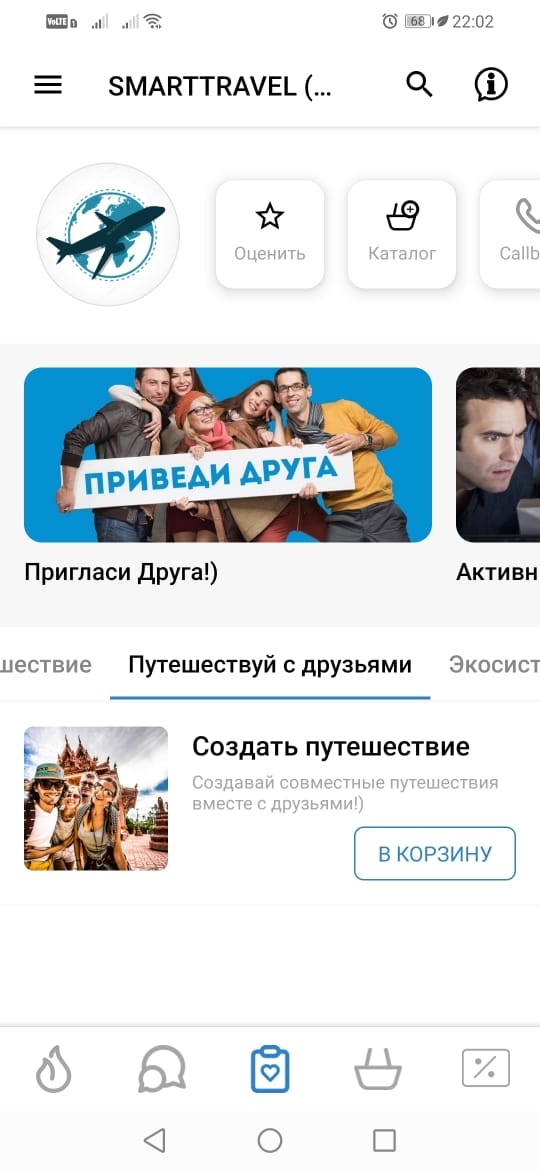 VoLTE 1 68 22:02
SMARTTRAVEL (...
Оценить
Каталог
Callb
ПРИВЕДИ ДРУГА
Пригласи Друга!)
Активн
шествие Путешествуй с друзьями Экосист
Создать путешествие
Создавай совместные путешествия
вместе с друзьями!)
В КОРЗИНУ